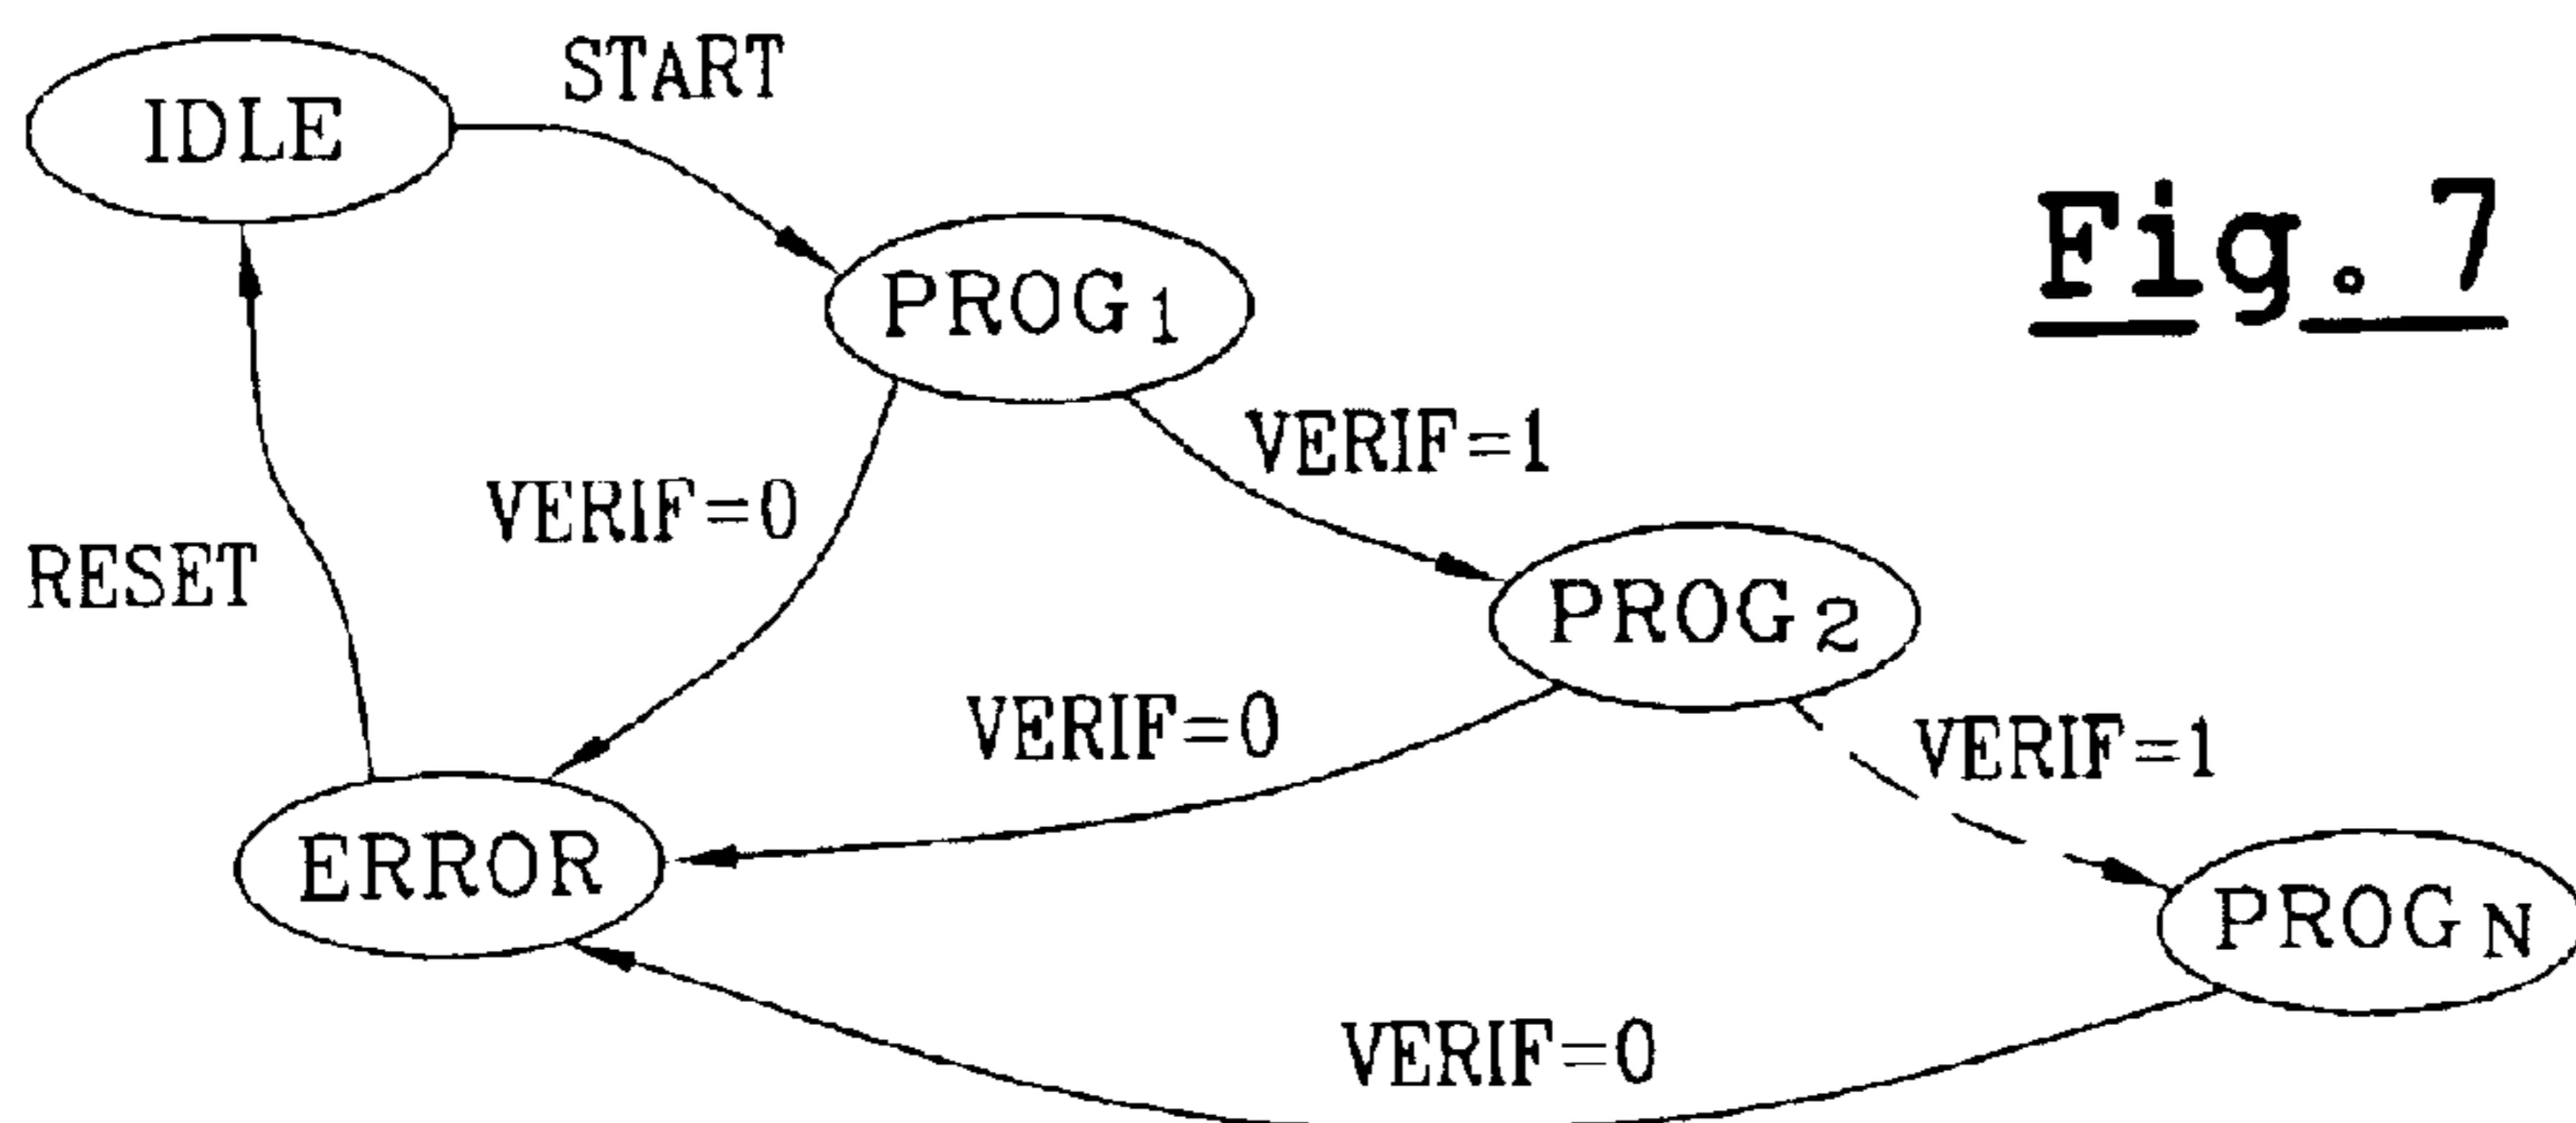 START
IDLE
Fig. 7
PROG1
VERIF=1
VERIF=0
RESET
PROG2
VERIF=0
VERIF=1
ERROR
PROGN
VERIF=0